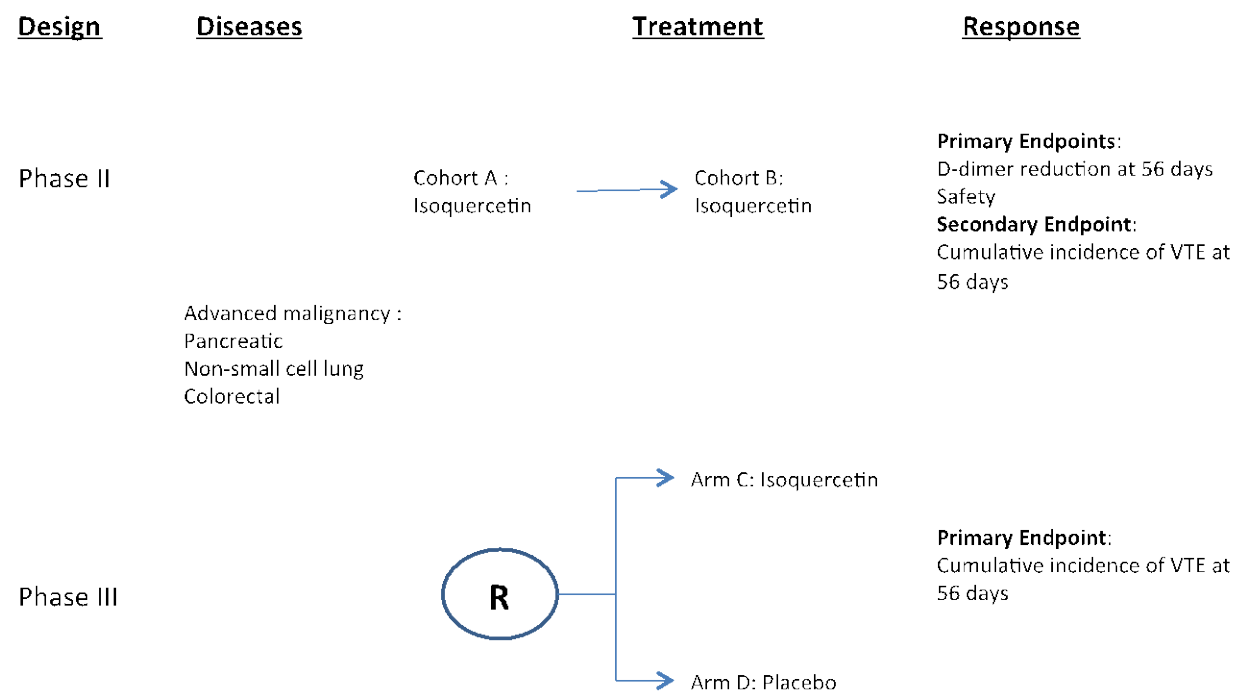 Design Diseases Treatment Response
Phase II
Cohort A :
Isoquercetin
Cohort B:
Isoquercetin
Primary Endpoints:
D-dimer reduction at 56 days
Safety
Secondary Endpoint:
Cumulative incidence of VTE at
56 days
Advanced malignancy :
Pancreatic
Non-small cell lung
Colorectal
Phase III
R
Arm C: Isoquercetin
Arm D: Placebo
Primary Endpoint:
Cumulative incidence of VTE at
56 days